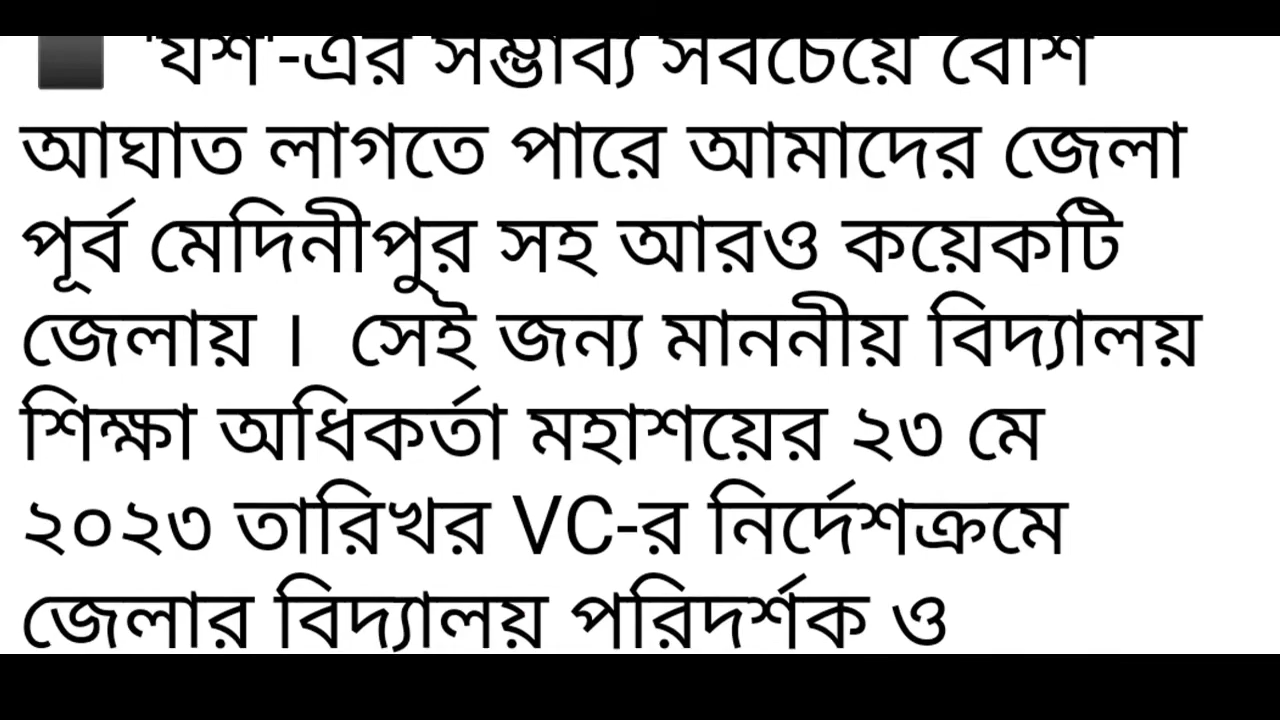 'যশ'-এর সম্ভাব্য সবচেয়ে বেশি
আঘাত লাগতে পারে আমাদের জেলা
পূর্ব মেদিনীপুর সহ আরও কয়েকটি
জেলায় । সেই জন্য মাননীয় বিদ্যালয়
শিক্ষা অধিকর্তা মহাশয়ের ২৩ মে
২০২৩ তারিখর VC-র নির্দেশক্রমে
জেলার বিদ্যালয় পরিদর্শক ও